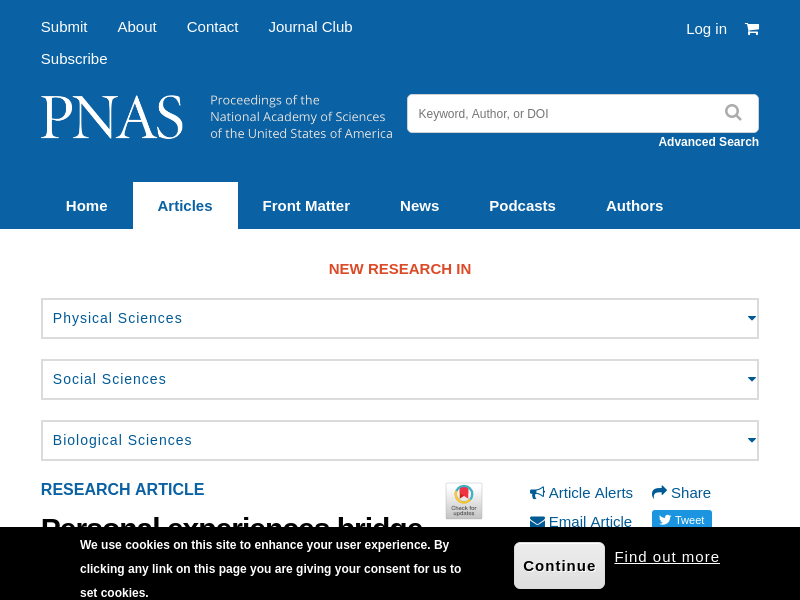 Submit About Contact Journal Club
Log in
Subscribe
PNAS
Proceedings of the
National Academy of Sciences
of the United States of America
Keyword, Author, or DOI
Advanced Search
Home Articles Front Matter News Podcasts Authors
NEW RESEARCH IN
Physical Sciences
Social Sciences
Biological Sciences
RESEARCH ARTICLE
Check for
updates
Article Alerts Share
Email Article Tweet
Personal experiences bridge
We use cookies on this site to enhance your user experience. By
clicking any link on this page you are giving your consent for us to
set cookies.
Continue
Find out more